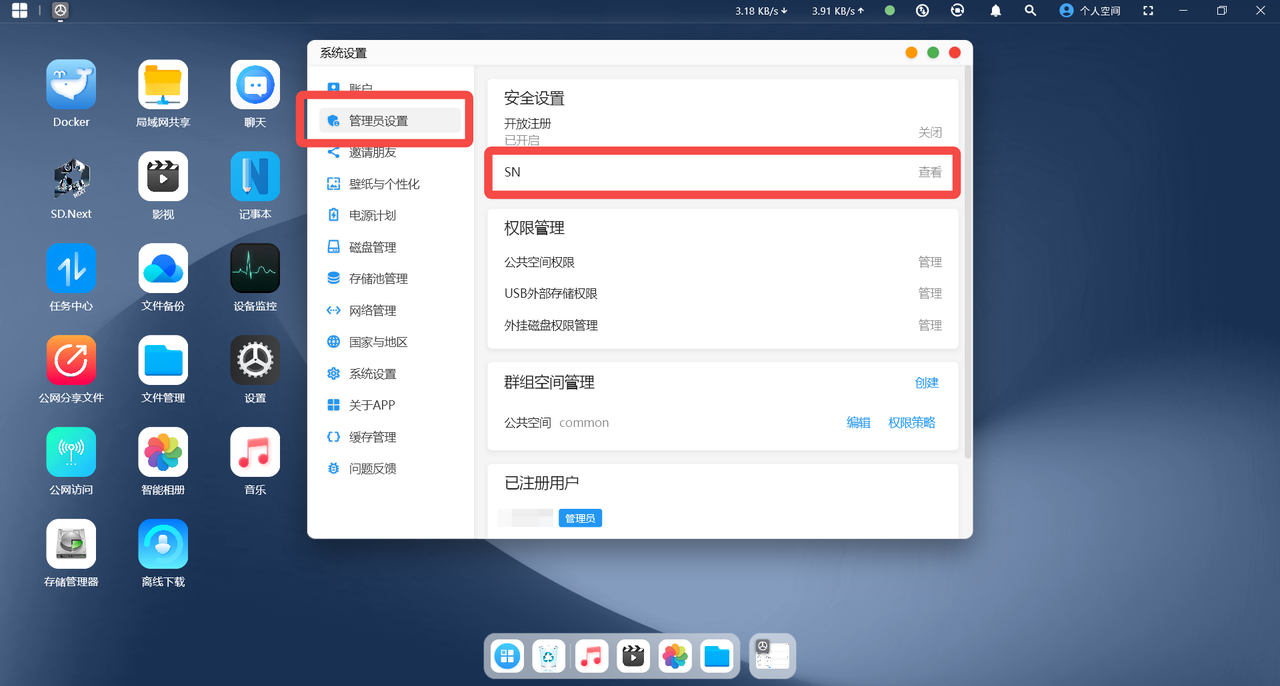 3.18 KB/s
3.91 KB/s
个人空间
Docker
局域网共享
聊天
SD.Next
影视
记事本
任务中心
文件备份
设备监控
公网分享文件
文件管理
设置
公网访问
智能相册
音乐
存储管理器
离线下载
系统设置
账户
管理员设置
邀请朋友
壁纸与个性化
电源计划
磁盘管理
存储池管理
网络管理
国家与地区
系统设置
关于APP
缓存管理
问题反馈
安全设置
开放注册
已开启
关闭
SN
查看
权限管理
公共空间权限
管理
USB外部存储权限
管理
外挂磁盘权限管理
管理
群组空间管理
创建
公共空间 common
编辑 权限策略
已注册用户
管理员